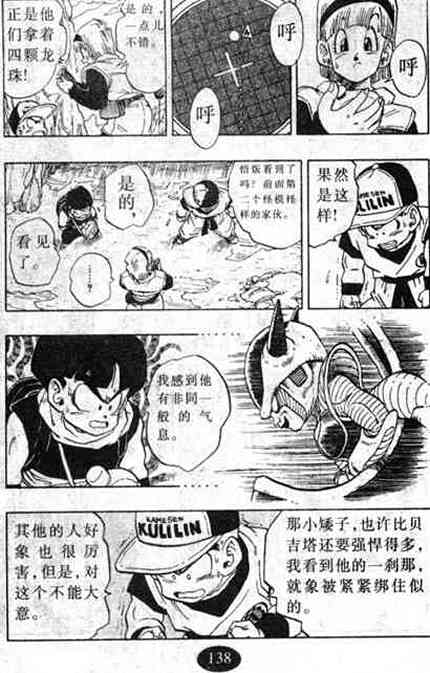 呼
呼
4
呼
是的,
一点儿
不错。
正是他
们拿着
四颗龙
珠!
果然
是这
样!
KAME SEN
KULILIN
悟饭看到了
吗?前面
二个怪模怪
样的家伙。
是
的,
看见
了。
……
我感到他
有非同一
般的气
息。
那小矮子,也许比贝
吉塔还要强悍得多,
我看到他的一刹那,
就象被紧紧绑住似
的。
KAME SEN
KULILIN
其他的人好
象也很厉
害,但是,对
这个不能大
意。
138